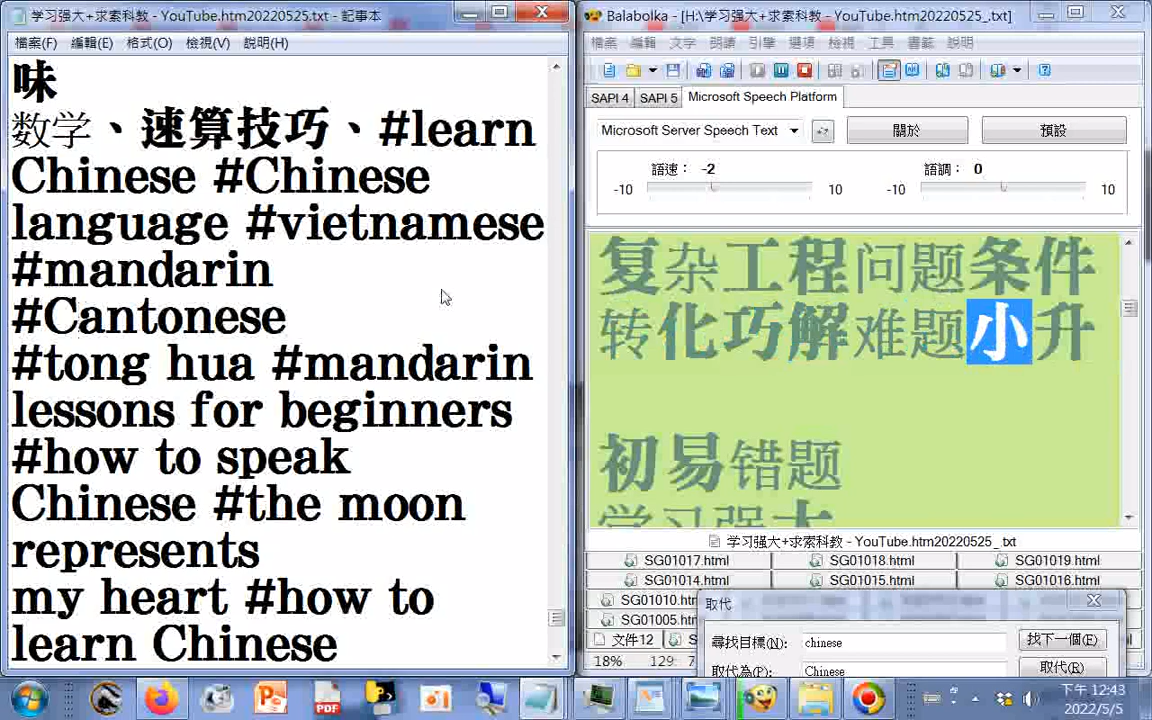 学习强大+求索科教 - YouTube.htm20220525.txt - 記事本
檔案(F) 編輯(E) 格式(O) 檢視(V) 說明(H)
味
数学、速算技巧、#learn
Chinese #Chinese
language #vietnamese
#mandarin
#Cantonese
#tong hua #mandarin
lessons for beginners
#how to speak
Chinese #the moon
represents
my heart #how to
learn Chinese
Balabolka - [H:\学习强大+求索科教 - YouTube.htm20220525_.txt]
檔案 編輯 文字 朗讀 引擎 選項 檢視 工具 書籤 說明
SAPI 4 SAPI 5 Microsoft Speech Platform
Microsoft Server Speech Text 關於 預設
語速： -2 語調： 0
-10 10 -10 10
复杂工程问题条件
转化巧解难题小升
初易错题
学习强大
学习强大+求索科教 - YouTube.htm20220525_.txt
SG01017.html SG01018.html SG01019.html
SG01014.html SG01015.html SG01016.html
SG01010.htm
SG01005.htm
文件12
18% 129:
取代
尋找目標(N): chinese 找下一個(E)
取代為(P): Chinese 取代(R)
PDF
下午 12:43
2022/5/5